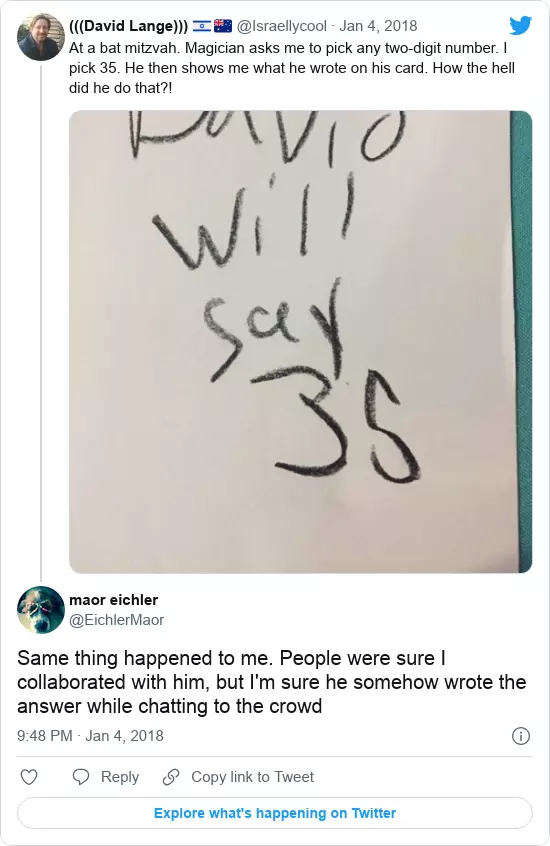 (((David Lange))) 🇮🇱 🇦🇺 @Israellycool · Jan 4, 2018
At a bat mitzvah. Magician asks me to pick any two-digit number. I
pick 35. He then shows me what he wrote on his card. How the hell
did he do that?!
David
will
say
35
maor eichler
@EichlerMaor
Same thing happened to me. People were sure I
collaborated with him, but I'm sure he somehow wrote the
answer while chatting to the crowd
9:48 PM · Jan 4, 2018
Reply
Copy link to Tweet
Explore what's happening on Twitter